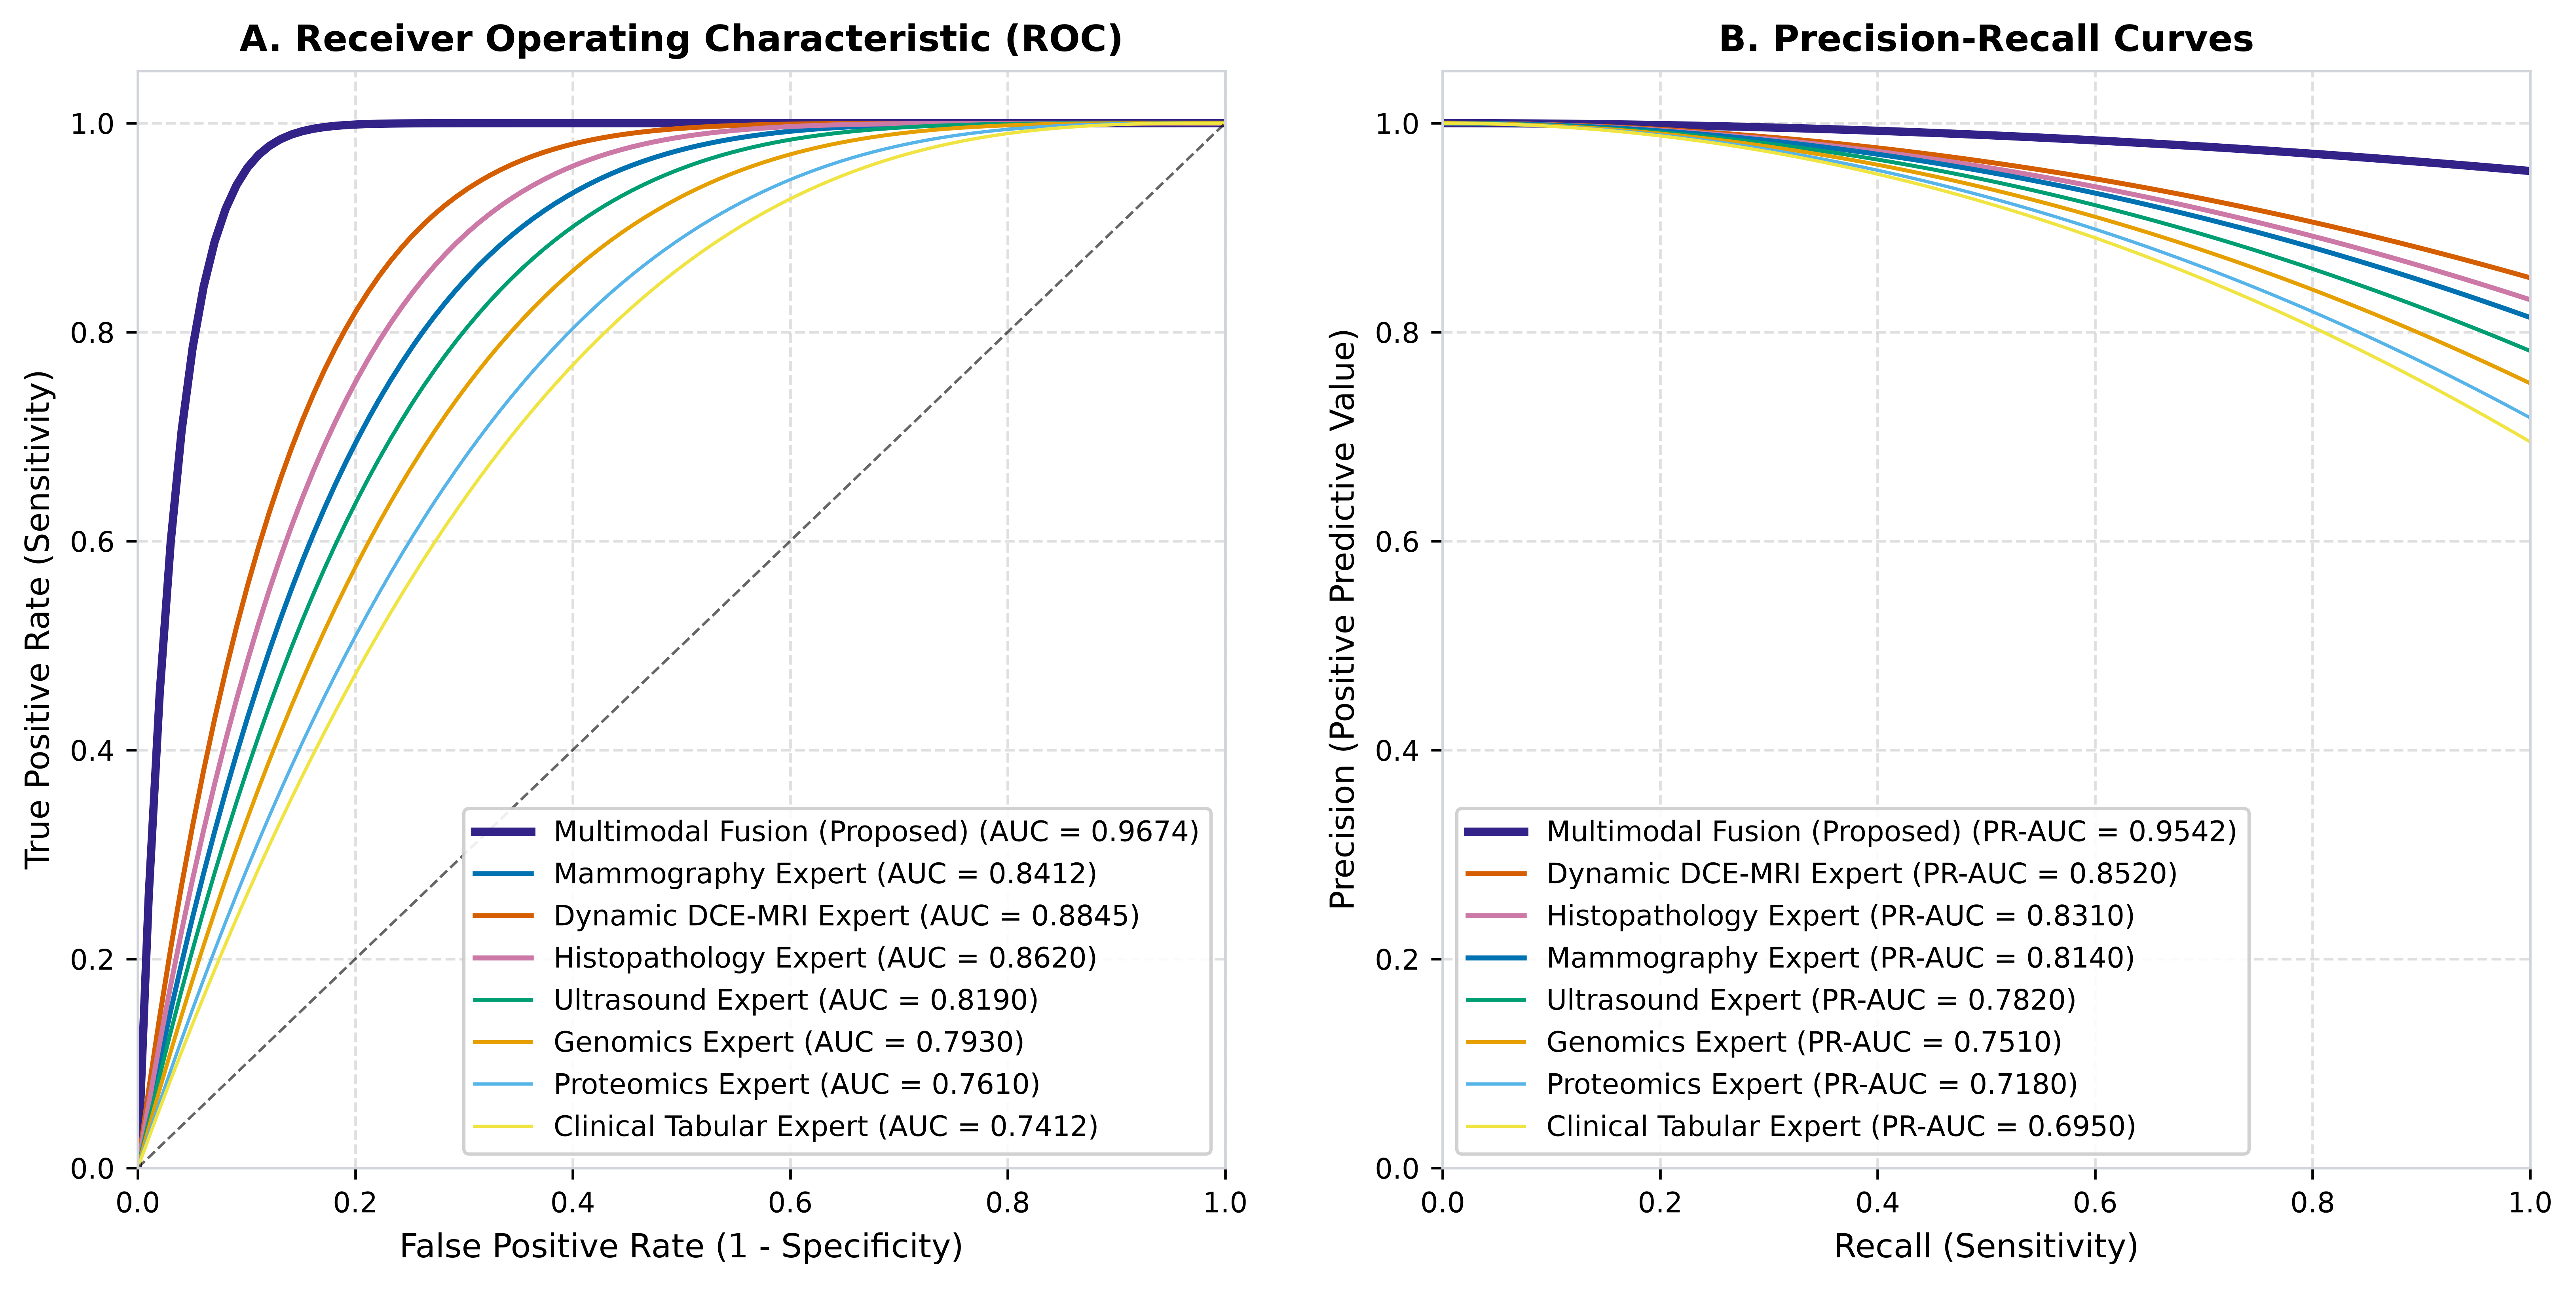 A. Receiver Operating Characteristic (ROC)
True Positive Rate (Sensitivity)
1.0
0.8
0.6
0.4
0.2
0.0
Multimodal Fusion (Proposed) (AUC = 0.9674)
Mammography Expert (AUC = 0.8412)
Dynamic DCE-MRI Expert (AUC = 0.8845)
Histopathology Expert (AUC = 0.8620)
Ultrasound Expert (AUC = 0.8190)
Genomics Expert (AUC = 0.7930)
Proteomics Expert (AUC = 0.7610)
Clinical Tabular Expert (AUC = 0.7412)
0.0 0.2 0.4 0.6 0.8 1.0
False Positive Rate (1 - Specificity)
B. Precision-Recall Curves
Precision (Positive Predictive Value)
1.0
0.8
0.6
0.4
0.2
0.0
Multimodal Fusion (Proposed) (PR-AUC = 0.9542)
Dynamic DCE-MRI Expert (PR-AUC = 0.8520)
Histopathology Expert (PR-AUC = 0.8310)
Mammography Expert (PR-AUC = 0.8140)
Ultrasound Expert (PR-AUC = 0.7820)
Genomics Expert (PR-AUC = 0.7510)
Proteomics Expert (PR-AUC = 0.7180)
Clinical Tabular Expert (PR-AUC = 0.6950)
0.0 0.2 0.4 0.6 0.8 1.0
Recall (Sensitivity)